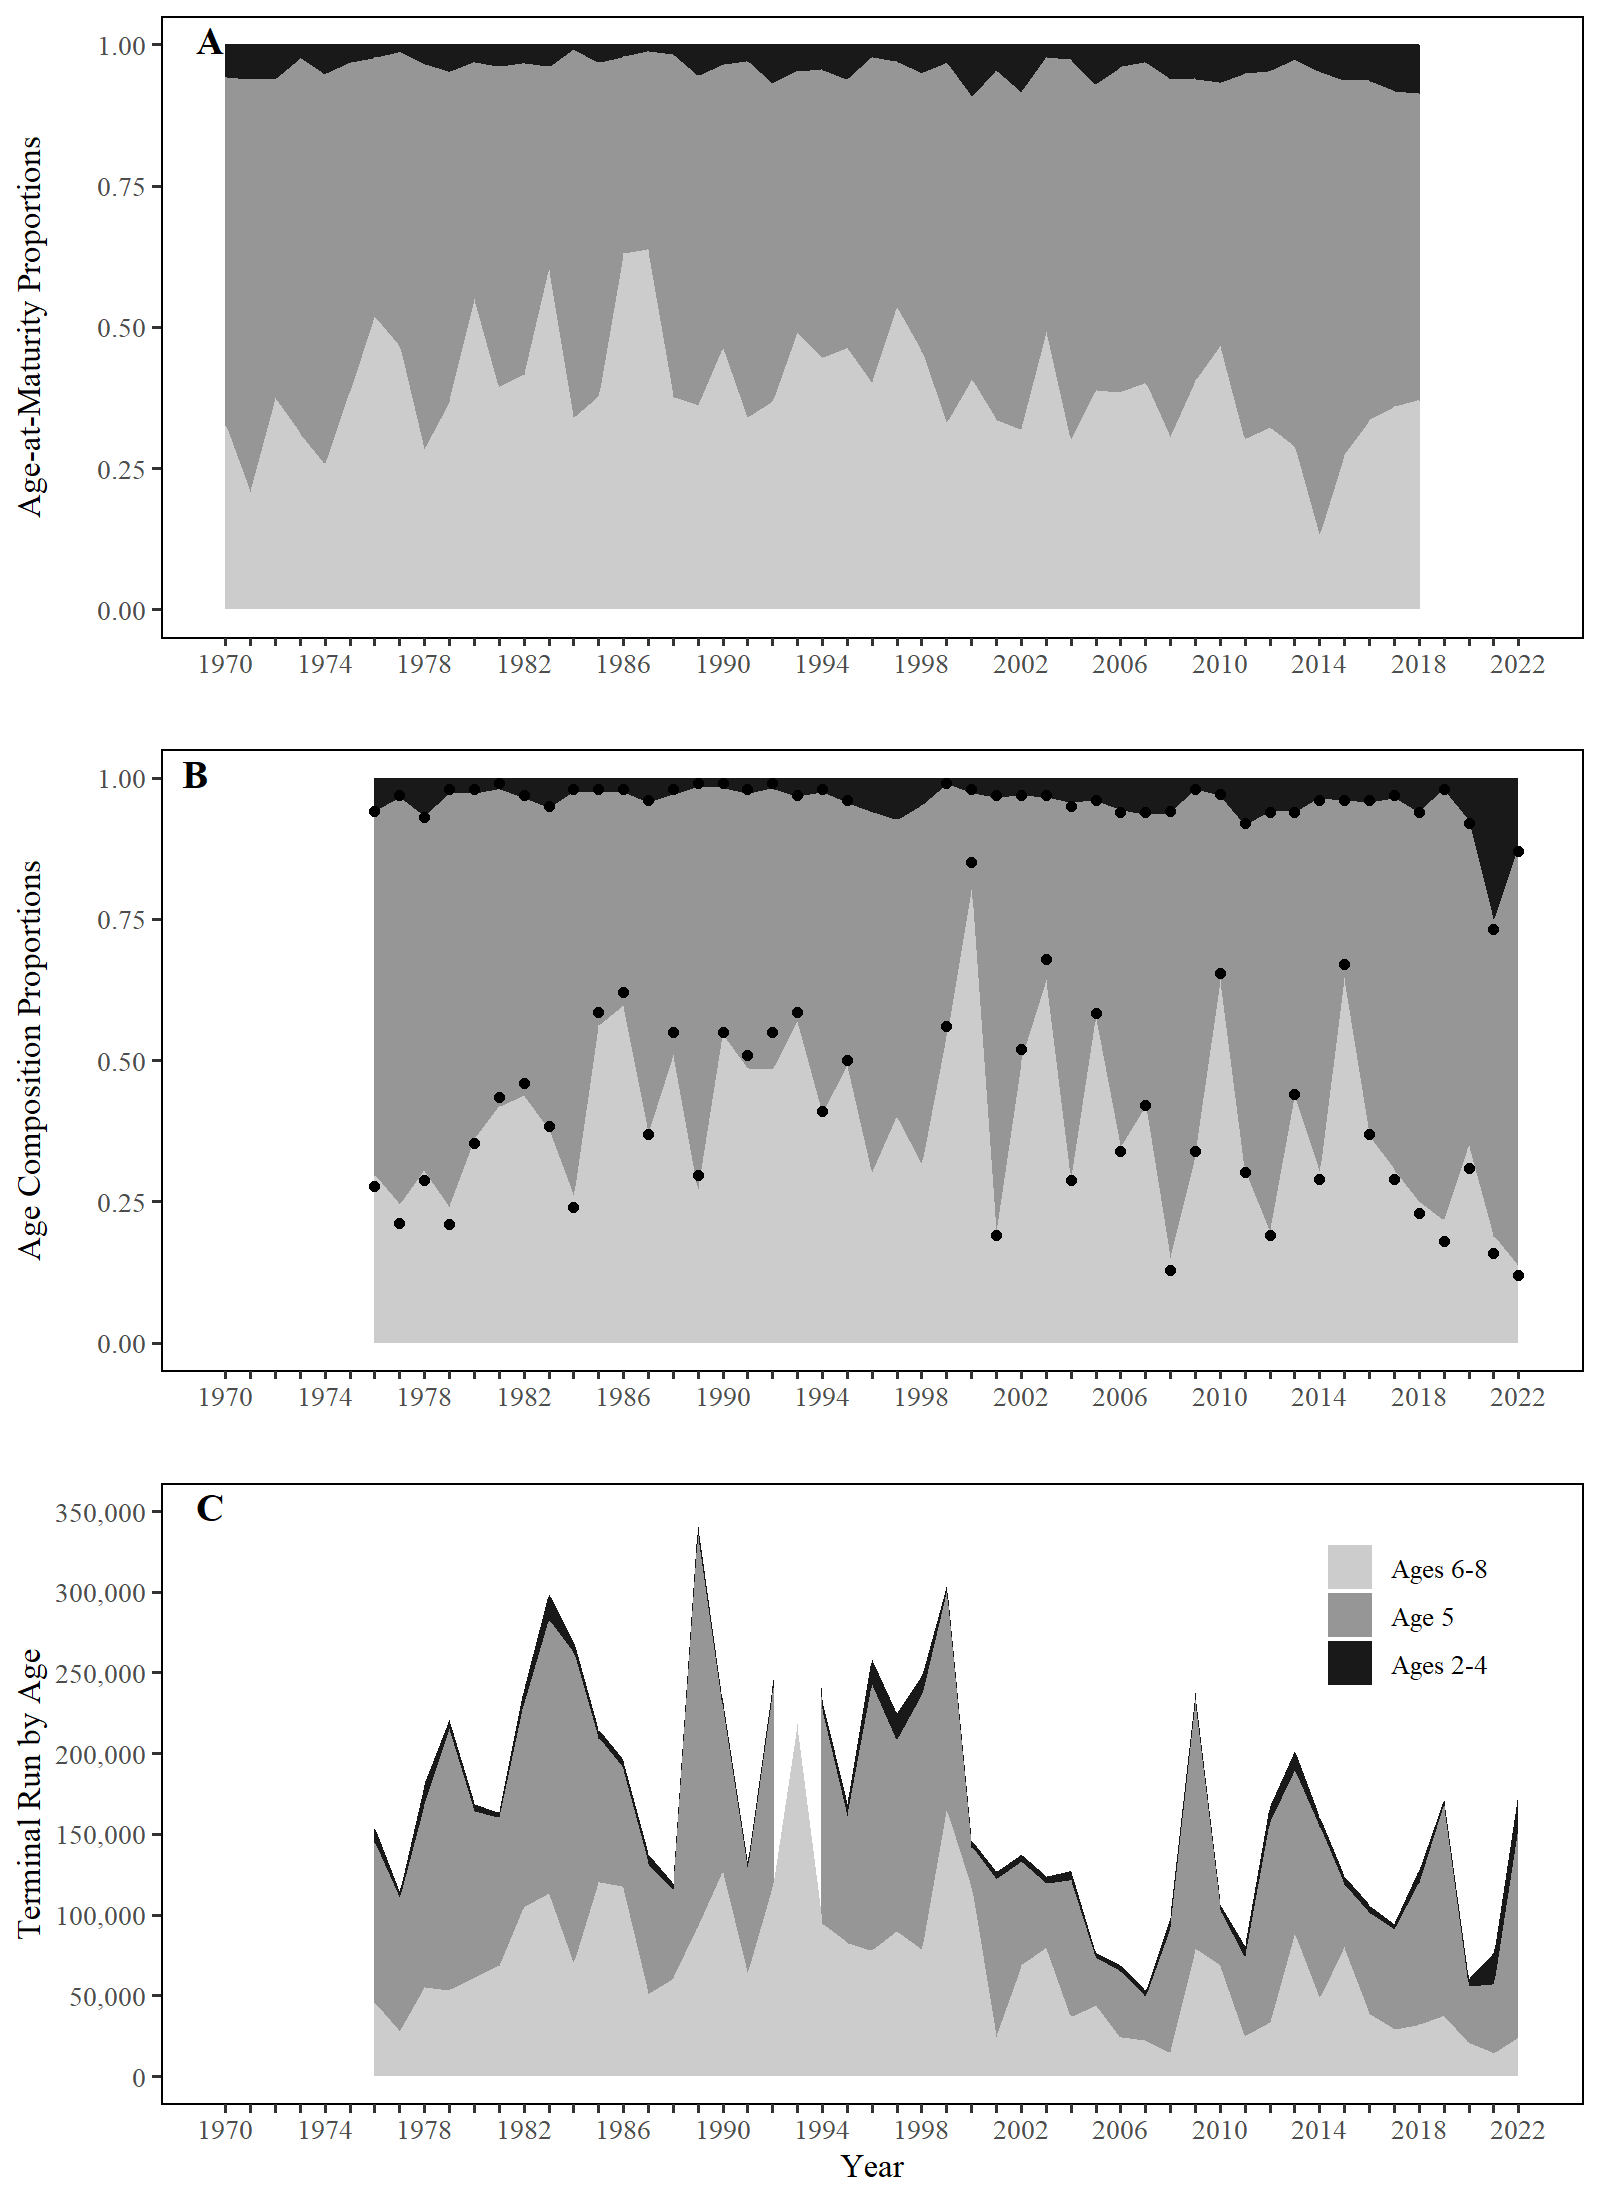 A
Age-at-Maturity Proportions
1.00
0.75
0.50
0.25
0.00
1970 1974 1978 1982 1986 1990 1994 1998 2002 2006 2010 2014 2018 2022
B
Age Composition Proportions
1.00
0.75
0.50
0.25
0.00
1970 1974 1978 1982 1986 1990 1994 1998 2002 2006 2010 2014 2018 2022
C
Terminal Run by Age
350,000
300,000
250,000
200,000
150,000
100,000
50,000
0
Ages 6-8
Age 5
Ages 2-4
1970 1974 1978 1982 1986 1990 1994 1998 2002 2006 2010 2014 2018 2022
Year